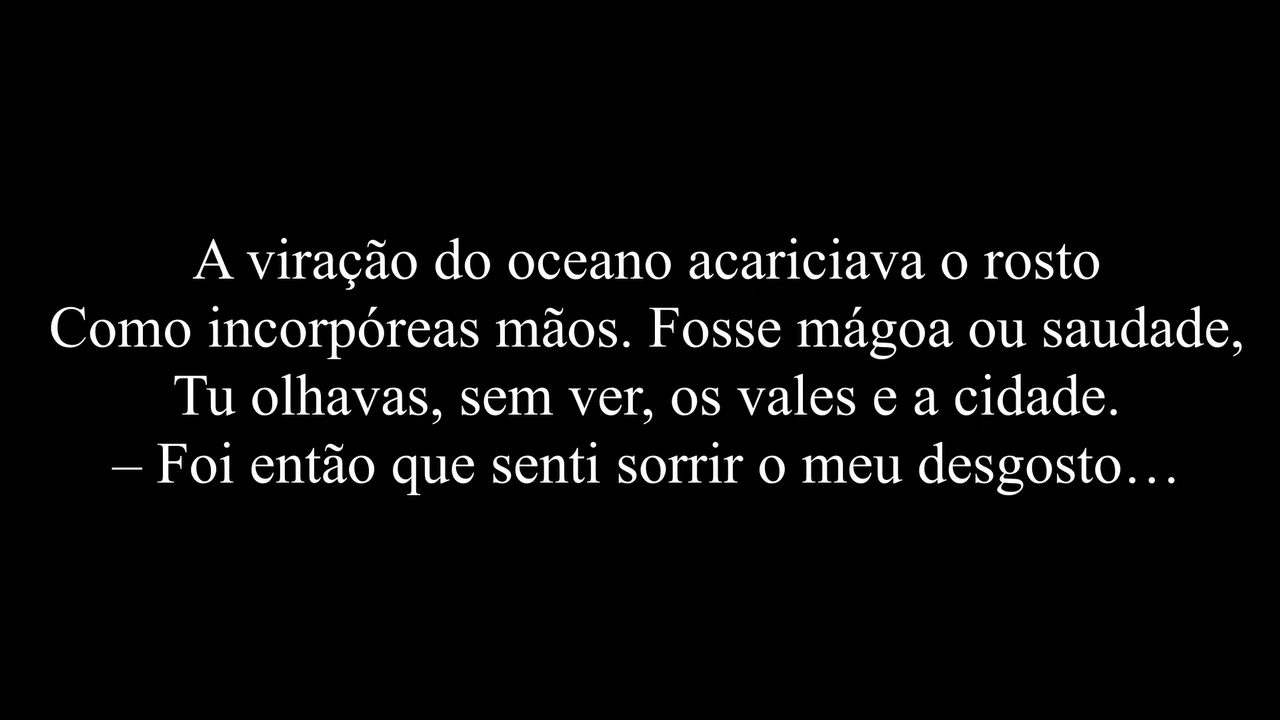 A viração do oceano acariciava o rosto
Como incorpóreas mãos. Fosse mágoa ou saudade,
Tu olhavas, sem ver, os vales e a cidade.
– Foi então que senti sorrir o meu desgosto…